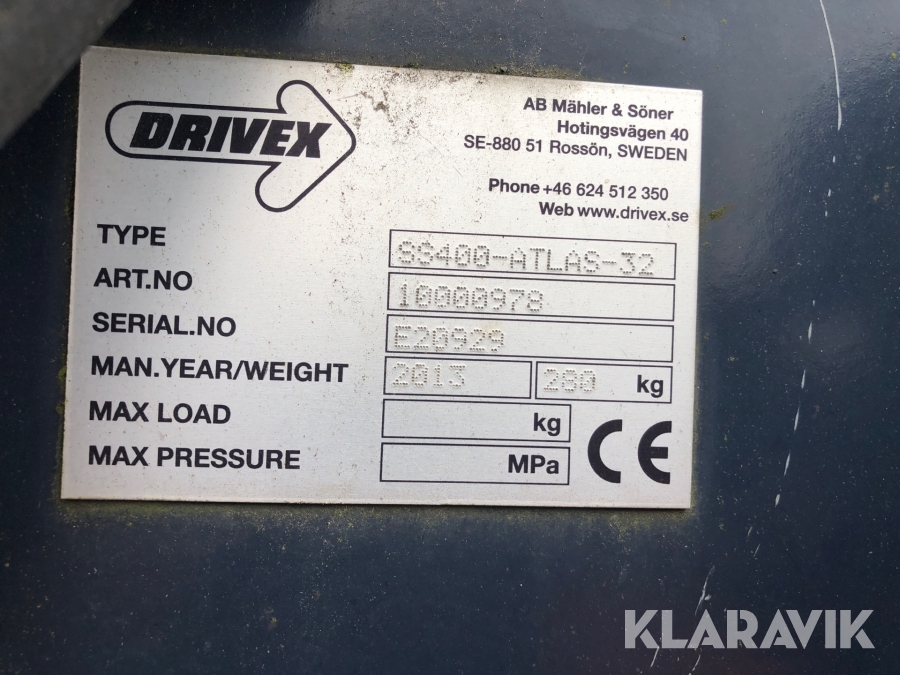 DRIVEX
AB Mähler & Söner
Hotingsvägen 40
SE-880 51 Rossön, SWEDEN
Phone +46 624 512 350
Web www.drivex.se
TYPE SS400-ATLAS-32
ART.NO 10000978
SERIAL.NO E20929
MAN.YEAR/WEIGHT 2013 280 kg
MAX LOAD kg
MAX PRESSURE MPa
CE
KLARAVIK